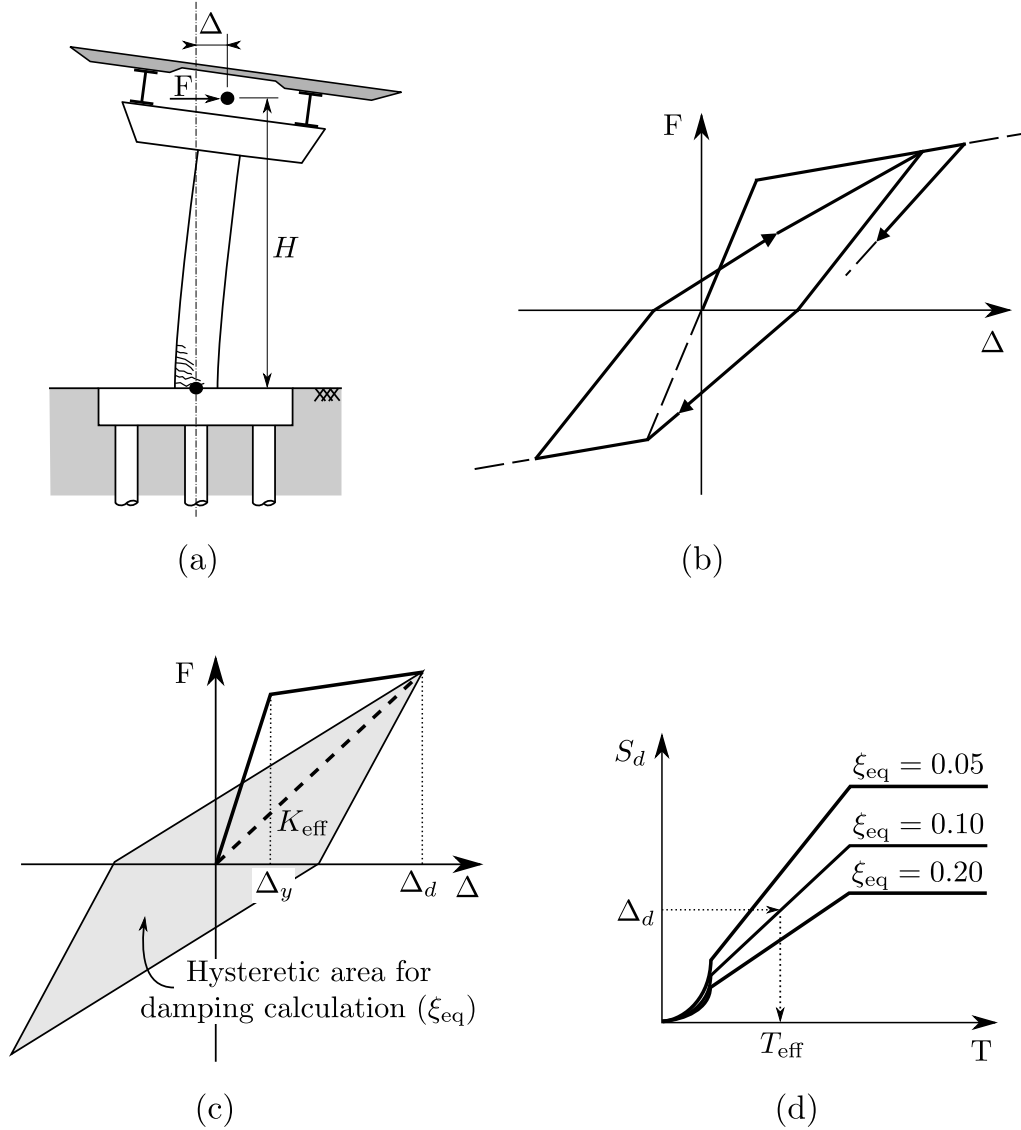 Δ
F
H
(a)
F
Δ
(b)
F
K_eff
Δ_y
Δ_d
Δ
Hysteretic area for
damping calculation (ξ_eq)
(c)
S_d
ξ_eq = 0.05
ξ_eq = 0.10
ξ_eq = 0.20
Δ_d
T_eff
T
(d)